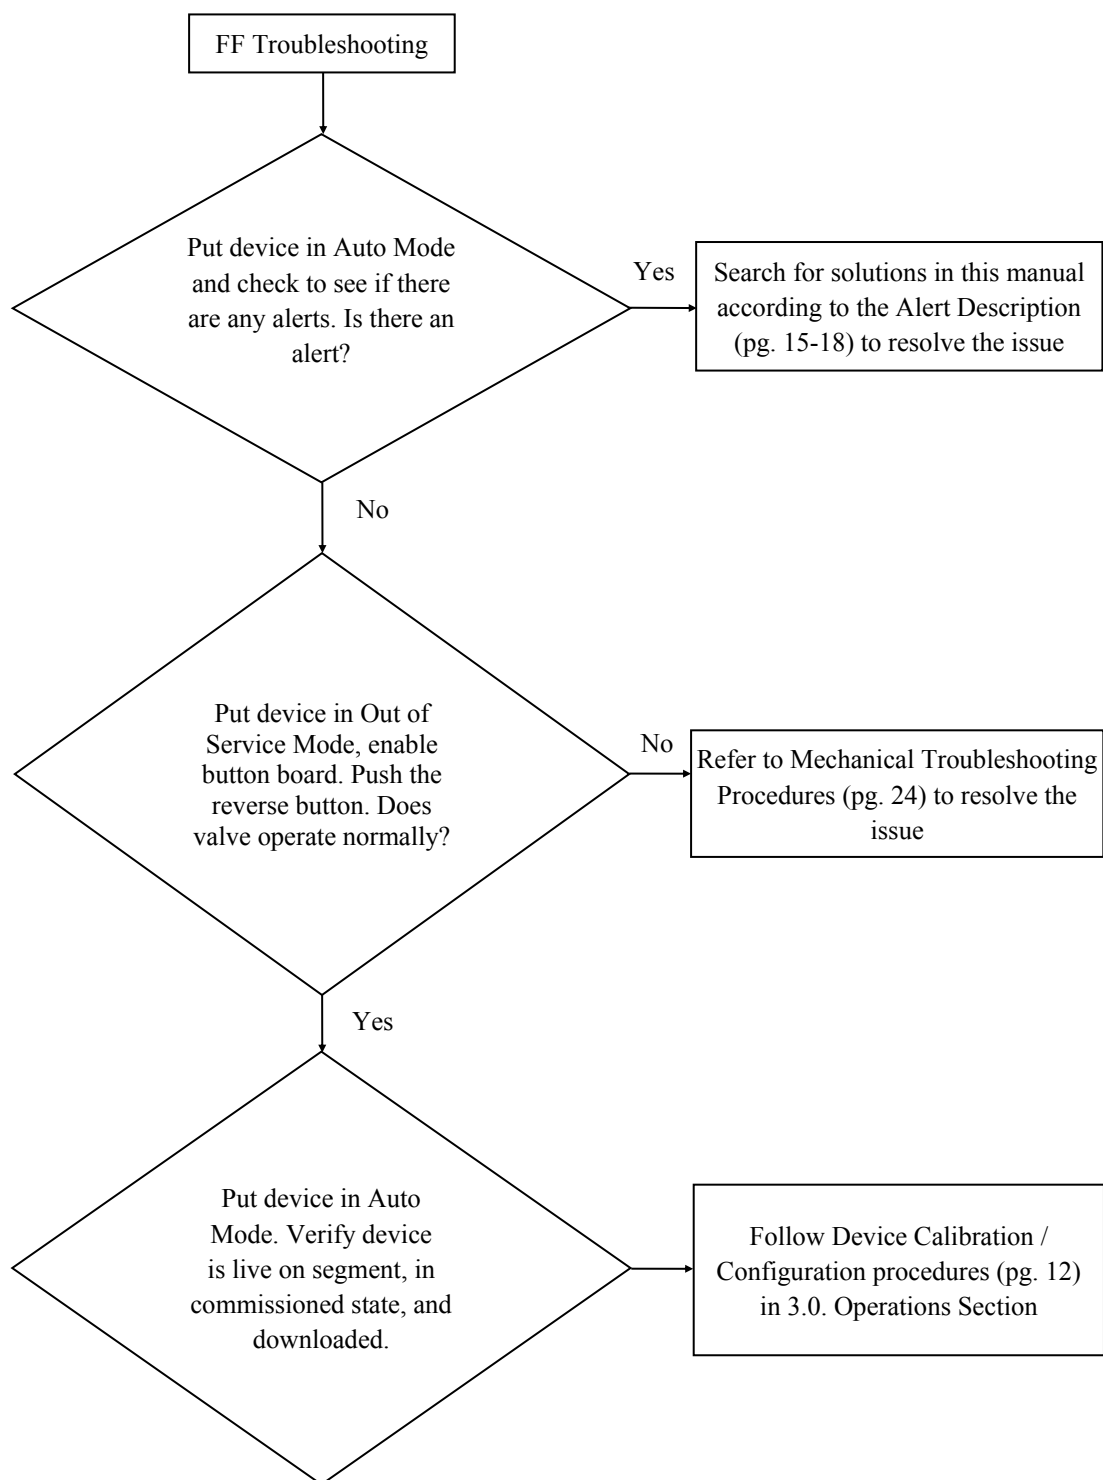 FF Troubleshooting
Put device in Auto Mode
and check to see if there
are any alerts. Is there an
alert?
Yes
Search for solutions in this manual
according to the Alert Description
(pg. 15-18) to resolve the issue
No
Put device in Out of
Service Mode, enable
button board. Push the
reverse button. Does
valve operate normally?
No
Refer to Mechanical Troubleshooting
Procedures (pg. 24) to resolve the
issue
Yes
Put device in Auto
Mode. Verify device
is live on segment, in
commissioned state, and
downloaded.
Follow Device Calibration /
Configuration procedures (pg. 12)
in 3.0. Operations Section